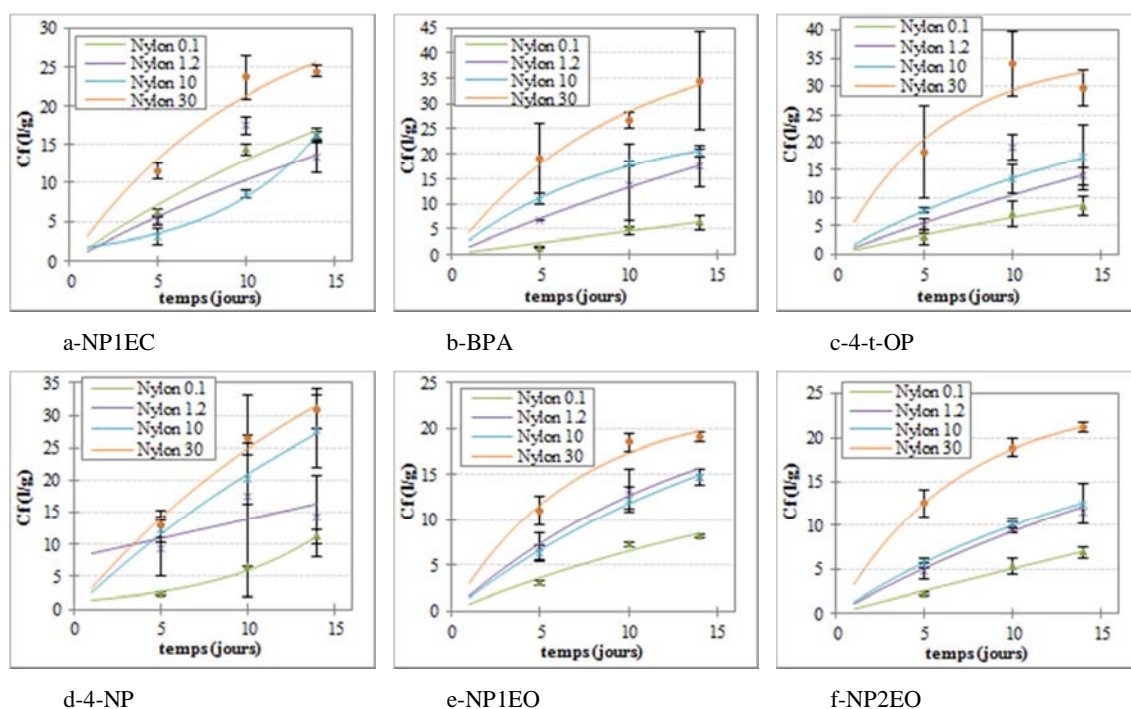 30
25
20
15
10
5
0
Cf (l/g)
Nylon 0.1
Nylon 1.2
Nylon 10
Nylon 30
0 5 10 15
temps (jours)
a-NP1EC
45
40
35
30
25
20
15
10
5
0
Cf (l/g)
Nylon 0.1
Nylon 1.2
Nylon 10
Nylon 30
0 5 10 15
temps (jours)
b-BPA
40
35
30
25
20
15
10
5
0
Cf (l/g)
Nylon 0.1
Nylon 1.2
Nylon 10
Nylon 30
0 5 10 15
temps (jours)
c-4-t-OP
35
30
25
20
15
10
5
0
Cf (l/g)
Nylon 0.1
Nylon 1.2
Nylon 10
Nylon 30
0 5 10 15
temps (jours)
d-4-NP
25
20
15
10
5
0
Cf (l/g)
Nylon 0.1
Nylon 1.2
Nylon 10
Nylon 30
0 5 10 15
temps (jours)
e-NP1EO
25
20
15
10
5
0
Cf (l/g)
Nylon 0.1
Nylon 1.2
Nylon 10
Nylon 30
0 5 10 15
temps (jours)
f-NP2EO